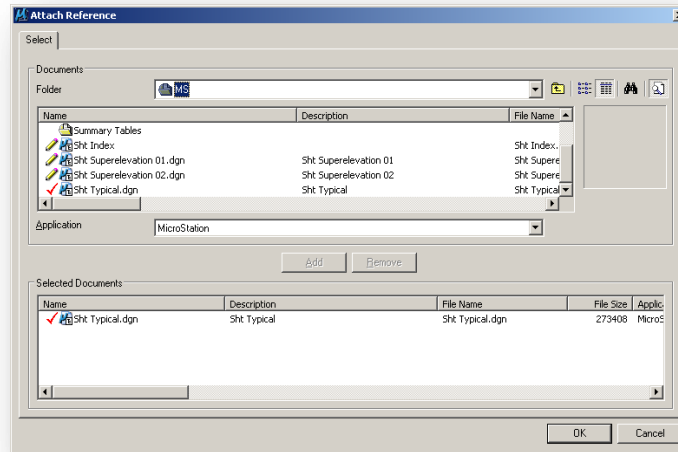 Attach Reference
Select
Documents
Folder MS
Name Description File Name
Summary Tables
Sht Index Sht Index.
Sht Superelevation 01.dgn Sht Superelevation 01 Sht Supere
Sht Superelevation 02.dgn Sht Superelevation 02 Sht Supere
Sht Typical.dgn Sht Typical Sht Typical
Application MicroStation
Add Remove
Selected Documents
Name Description File Name File Size Applic
Sht Typical.dgn Sht Typical Sht Typical.dgn 273408 MicroS
OK Cancel